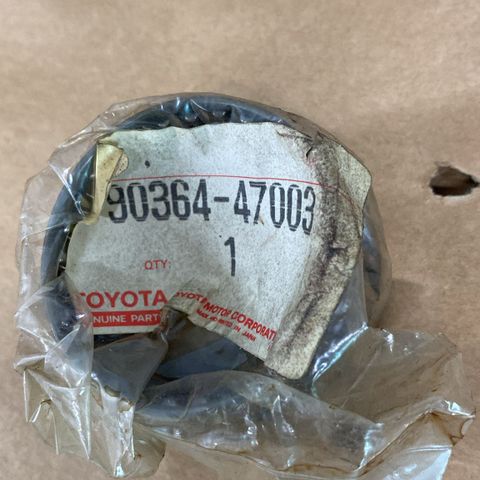 90364-47003
QTY: 1
TOYOTA
GENUINE PARTS
TOYOTA MOTOR CORPORATION
MADE IN JAPAN